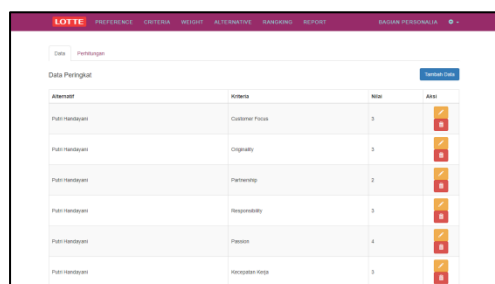 LOTTE PREFERENCE CRITERIA WEIGHT ALTERNATIVE RANGKING REPORT BAGIAN PERSONALIA
Data Perhitungan
Data Peringkat Tambah Data
Alternatif Kriteria Nilai Aksi
Putri Handayani Customer Focus 3
Putri Handayani Originality 3
Putri Handayani Partnership 2
Putri Handayani Responsibility 3
Putri Handayani Passion 4
Putri Handayani Kecepatan Kerja 3